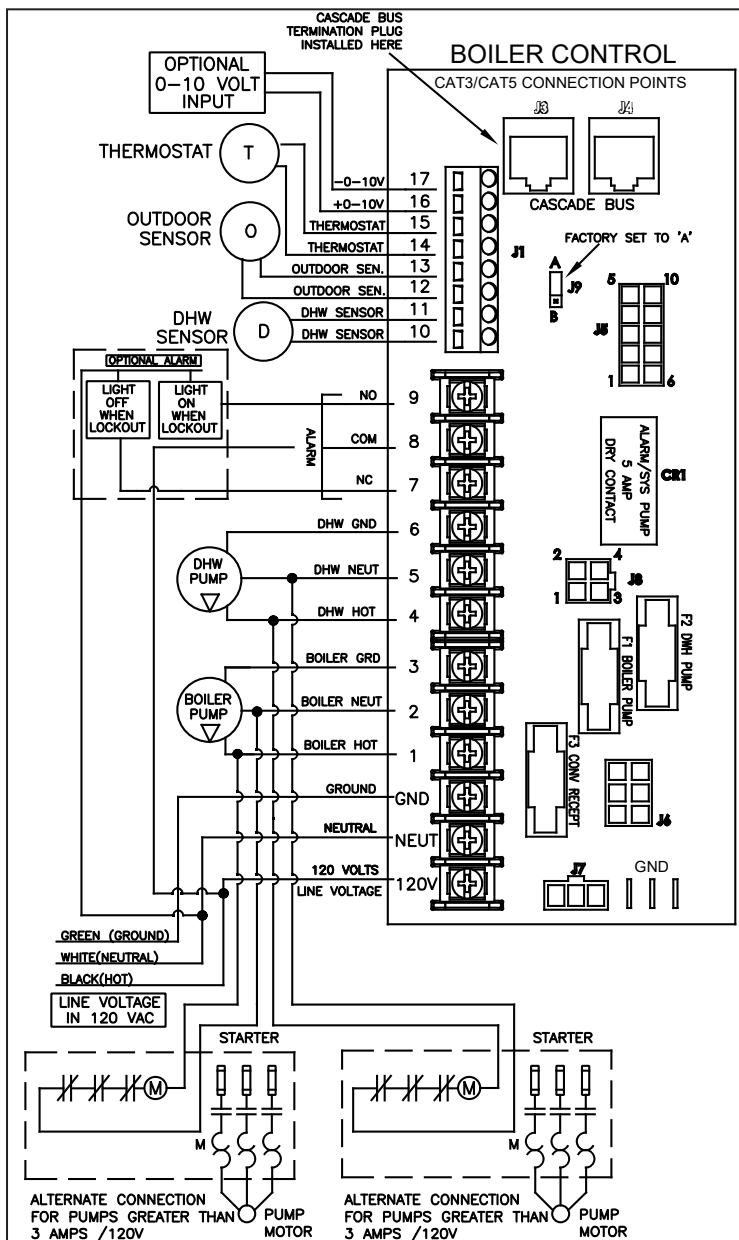 CASCADE BUS
TERMINATION PLUG
INSTALLED HERE
BOILER CONTROL
CAT3/CAT5 CONNECTION POINTS
OPTIONAL
0-10 VOLT
INPUT
J3
J4
CASCADE BUS
THERMOSTAT
T
OUTDOOR
SENSOR
O
DHW
SENSOR
D
-0-10V 17
+0-10V 16
THERMOSTAT 15
THERMOSTAT 14
OUTDOOR SEN. 13
OUTDOOR SEN. 12
DHW SENSOR 11
DHW SENSOR 10
J1
FACTORY SET TO 'A'
A
J9
B
5 10
J5
1 6
OPTIONAL ALARM
LIGHT
OFF
WHEN
LOCKOUT
LIGHT
ON
WHEN
LOCKOUT
ALARM
NO 9
COM 8
NC 7
DHW GND 6
DHW NEUT 5
DHW HOT 4
BOILER GRD 3
BOILER NEUT 2
BOILER HOT 1
GROUND GND
NEUTRAL NEUT
120 VOLTS 120V
LINE VOLTAGE
DHW
PUMP
BOILER
PUMP
ALARM/SYS PUMP
5 AMP
DRY CONTACT
CR1
2 4
J8
1 3
F2 DWH PUMP
F1 BOILER PUMP
F3 CONV RECEPT
J6
J7
GND
GREEN (GROUND)
WHITE(NEUTRAL)
BLACK(HOT)
LINE VOLTAGE
IN 120 VAC
STARTER
M
M
ALTERNATE CONNECTION
FOR PUMPS GREATER THAN
3 AMPS /120V
PUMP
MOTOR
STARTER
M
M
ALTERNATE CONNECTION
FOR PUMPS GREATER THAN
3 AMPS /120V
PUMP
MOTOR